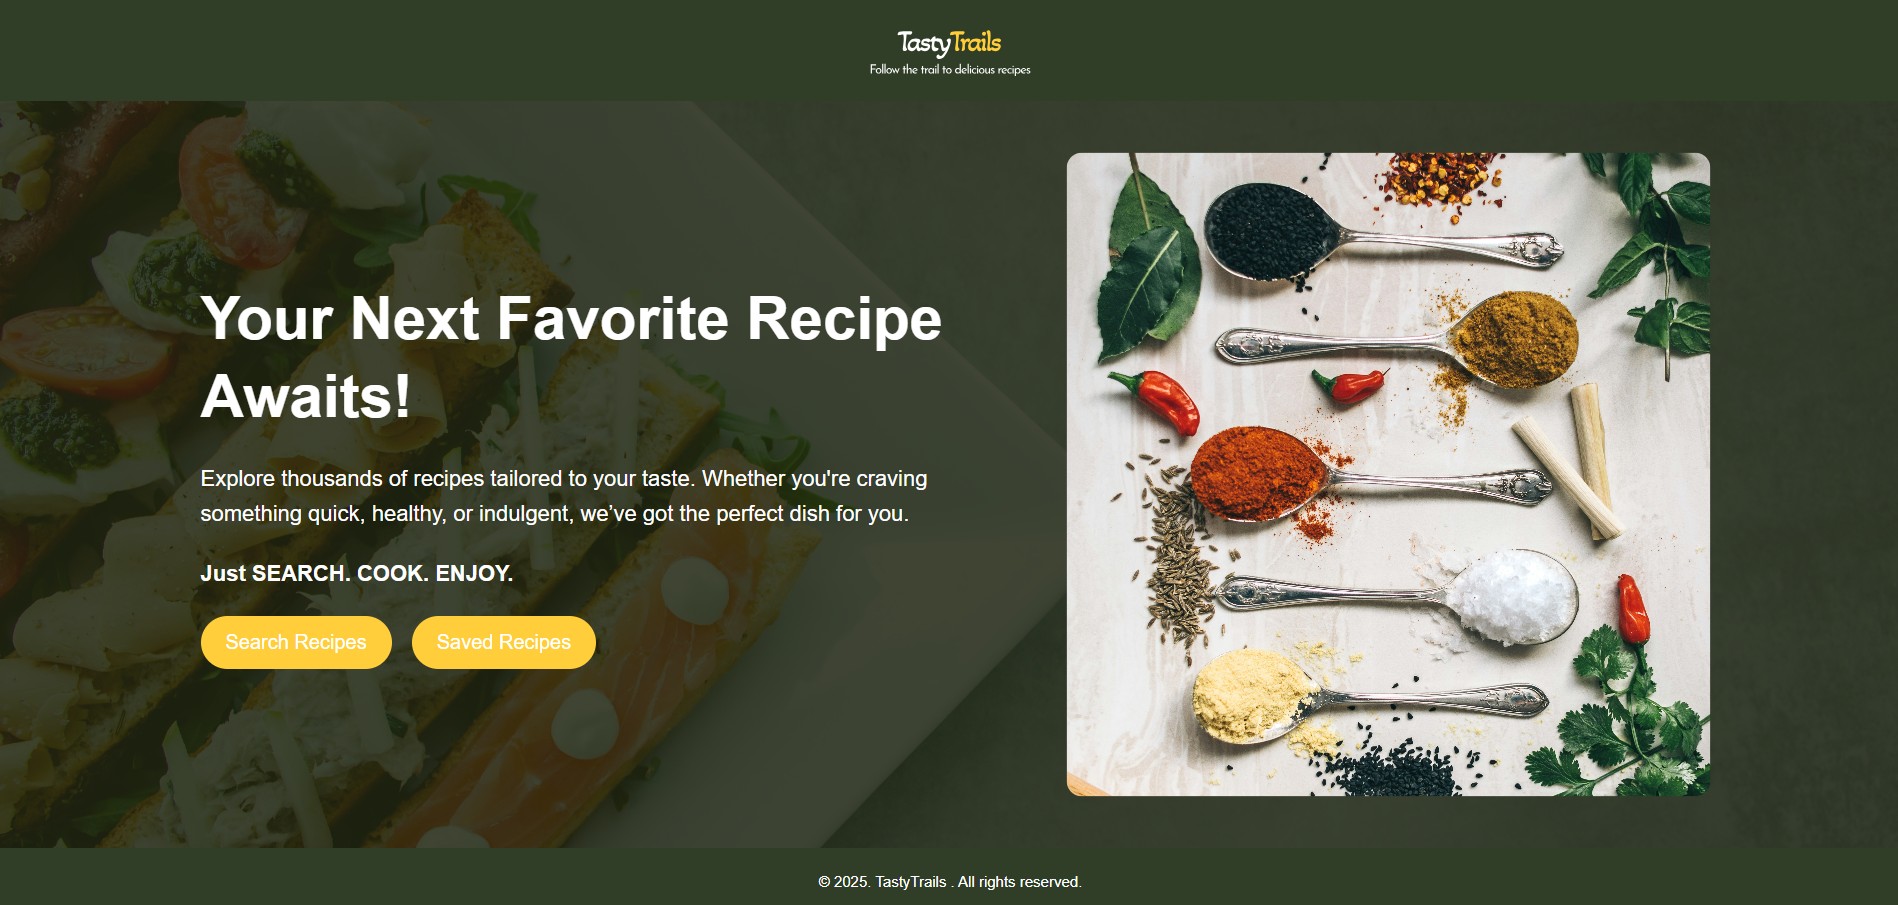 TastyTrails
Follow the trail to delicious recipes
Your Next Favorite Recipe
Awaits!
Explore thousands of recipes tailored to your taste. Whether you're craving
something quick, healthy, or indulgent, we’ve got the perfect dish for you.
Just SEARCH. COOK. ENJOY.
Search Recipes
Saved Recipes
© 2025. TastyTrails . All rights reserved.